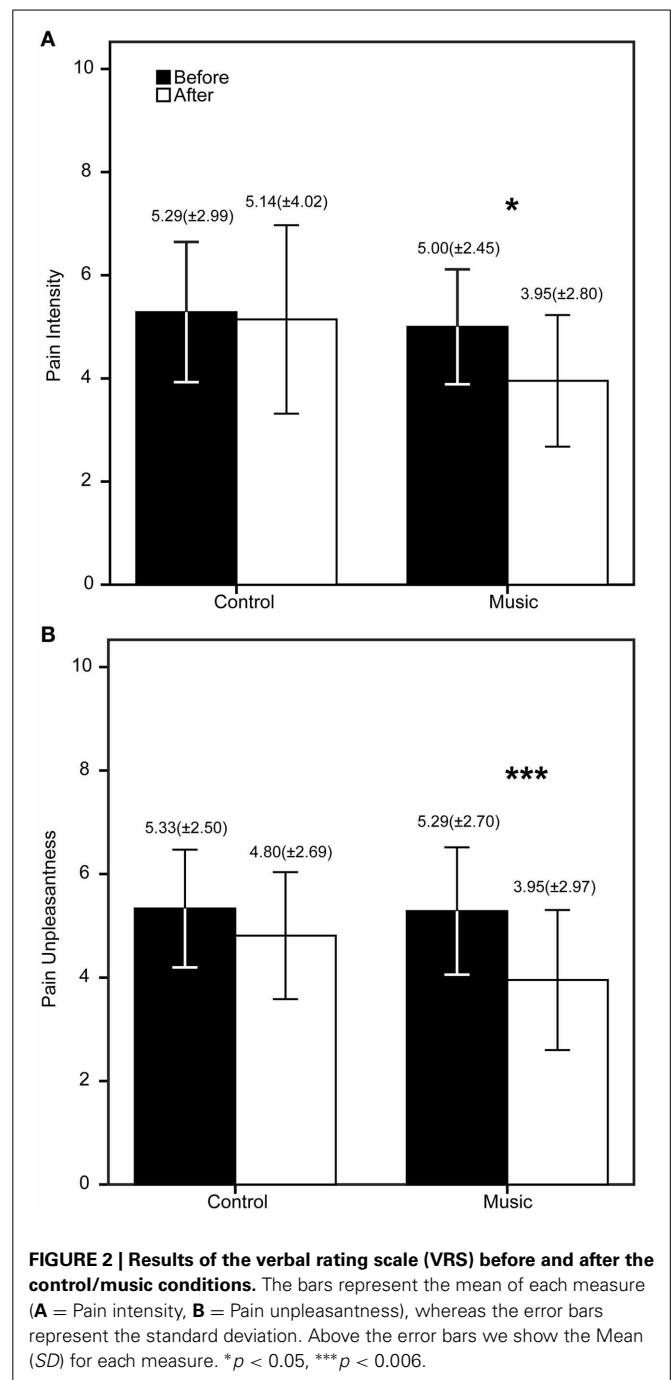 A
10
Before
After
8
5.29(±2.99)
5.14(±4.02)
*
5.00(±2.45)
3.95(±2.80)
6
Pain Intensity
4
2
0
Control
Music
B
10
8
***
5.33(±2.50)
4.80(±2.69)
5.29(±2.70)
3.95(±2.97)
6
Pain Unpleasantness
4
2
0
Control
Music
FIGURE 2 | Results of the verbal rating scale (VRS) before and after the
control/music conditions. The bars represent the mean of each measure
(A = Pain intensity, B = Pain unpleasantness), whereas the error bars
represent the standard deviation. Above the error bars we show the Mean
(SD) for each measure. *p < 0.05, ***p < 0.006.